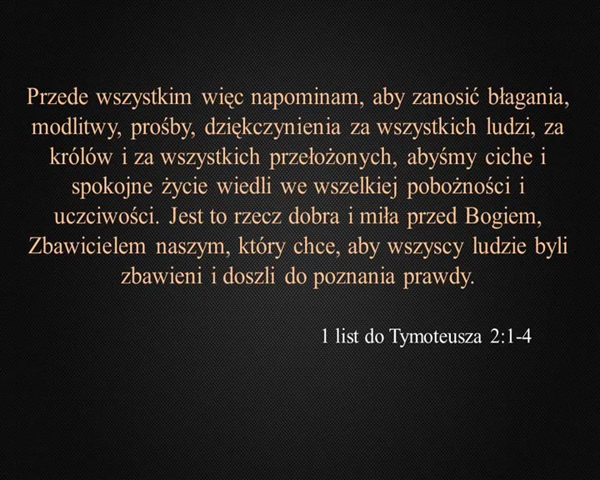 Przede wszystkim więc napominam, aby zanosić błagania,
modlitwy, prośby, dziękczynienia za wszystkich ludzi, za
królów i za wszystkich przełożonych, abyśmy ciche i
spokojne życie wiedli we wszelkiej pobożności i
uczciwości. Jest to rzecz dobra i miła przed Bogiem,
Zbawicielem naszym, który chce, aby wszyscy ludzie byli
zbawieni i doszli do poznania prawdy.
1 list do Tymoteusza 2:1-4